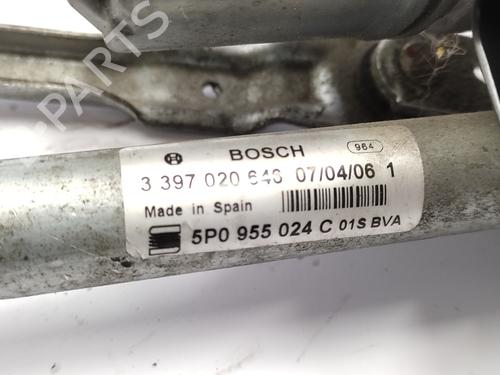 PARTS
BOSCH 964
3 397 020 646 07/04/06 1
Made in Spain
5P0 955 024 C 01S BVA